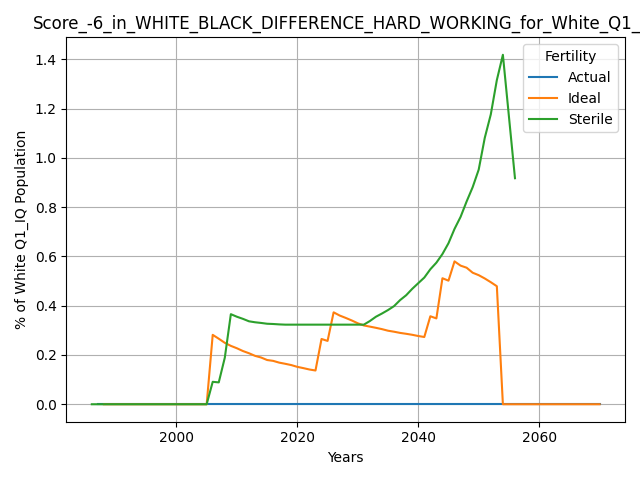 Score_-6_in_WHITE_BLACK_DIFFERENCE_HARD_WORKING_for_White_Q1_
Fertility
Actual
Ideal
Sterile
% of White Q1_IQ Population
1.4
1.2
1.0
0.8
0.6
0.4
0.2
0.0
2000
2020
2040
2060
Years